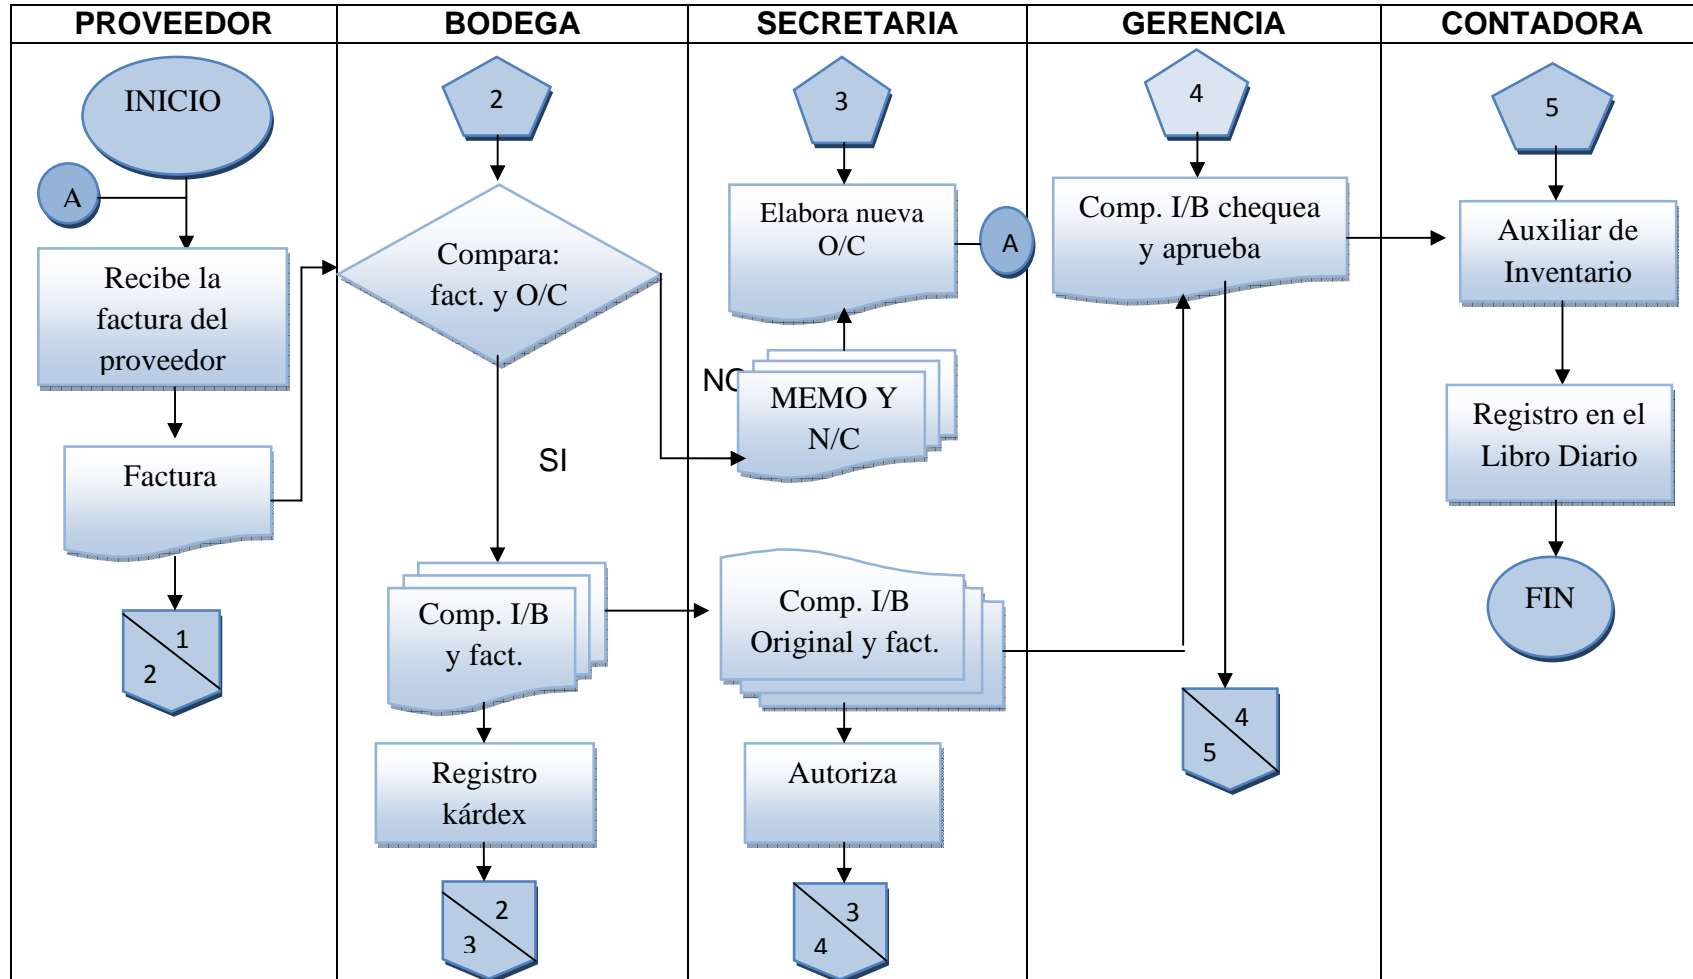 PROVEEDOR
BODEGA
SECRETARIA
GERENCIA
CONTADORA
INICIO
A
Recibe la
factura del
proveedor
Factura
1
2
2
Compara:
fact. y O/C
SI
NO
Comp. I/B
y fact.
Registro
kárdex
2
3
3
Elabora nueva
O/C
A
MEMO Y
N/C
Comp. I/B
Original y fact.
Autoriza
3
4
4
Comp. I/B chequea
y aprueba
4
5
5
Auxiliar de
Inventario
Registro en el
Libro Diario
FIN